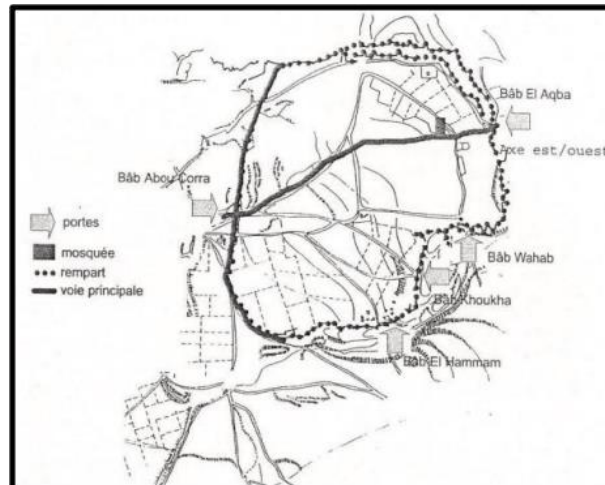 Bâb El Aqba
Axe est/ouest
Bâb Abou Corra
portes
mosquée
rempart
voie principale
Bâb Wahab
Bâb Khoukha
Bâb El Hammam